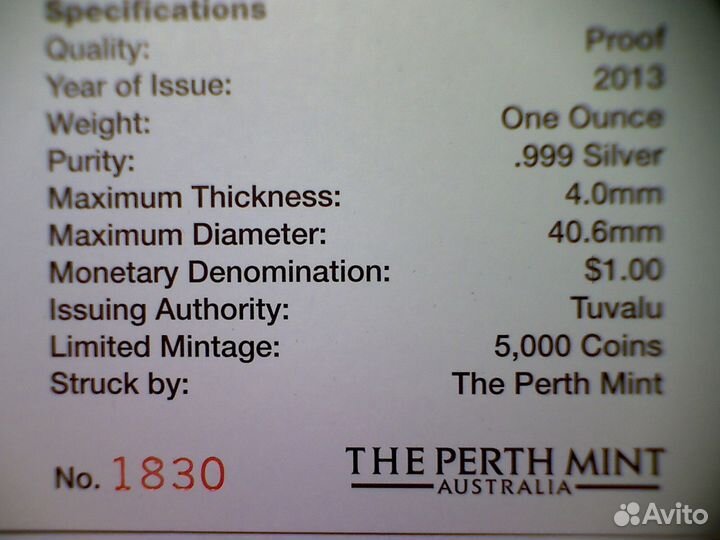 Specifications
Quality: Proof
Year of Issue: 2013
Weight: One Ounce
Purity: .999 Silver
Maximum Thickness: 4.0mm
Maximum Diameter: 40.6mm
Monetary Denomination: $1.00
Issuing Authority: Tuvalu
Limited Mintage: 5,000 Coins
Struck by: The Perth Mint
No. 1830
THE PERTH MINT
AUSTRALIA
Avito